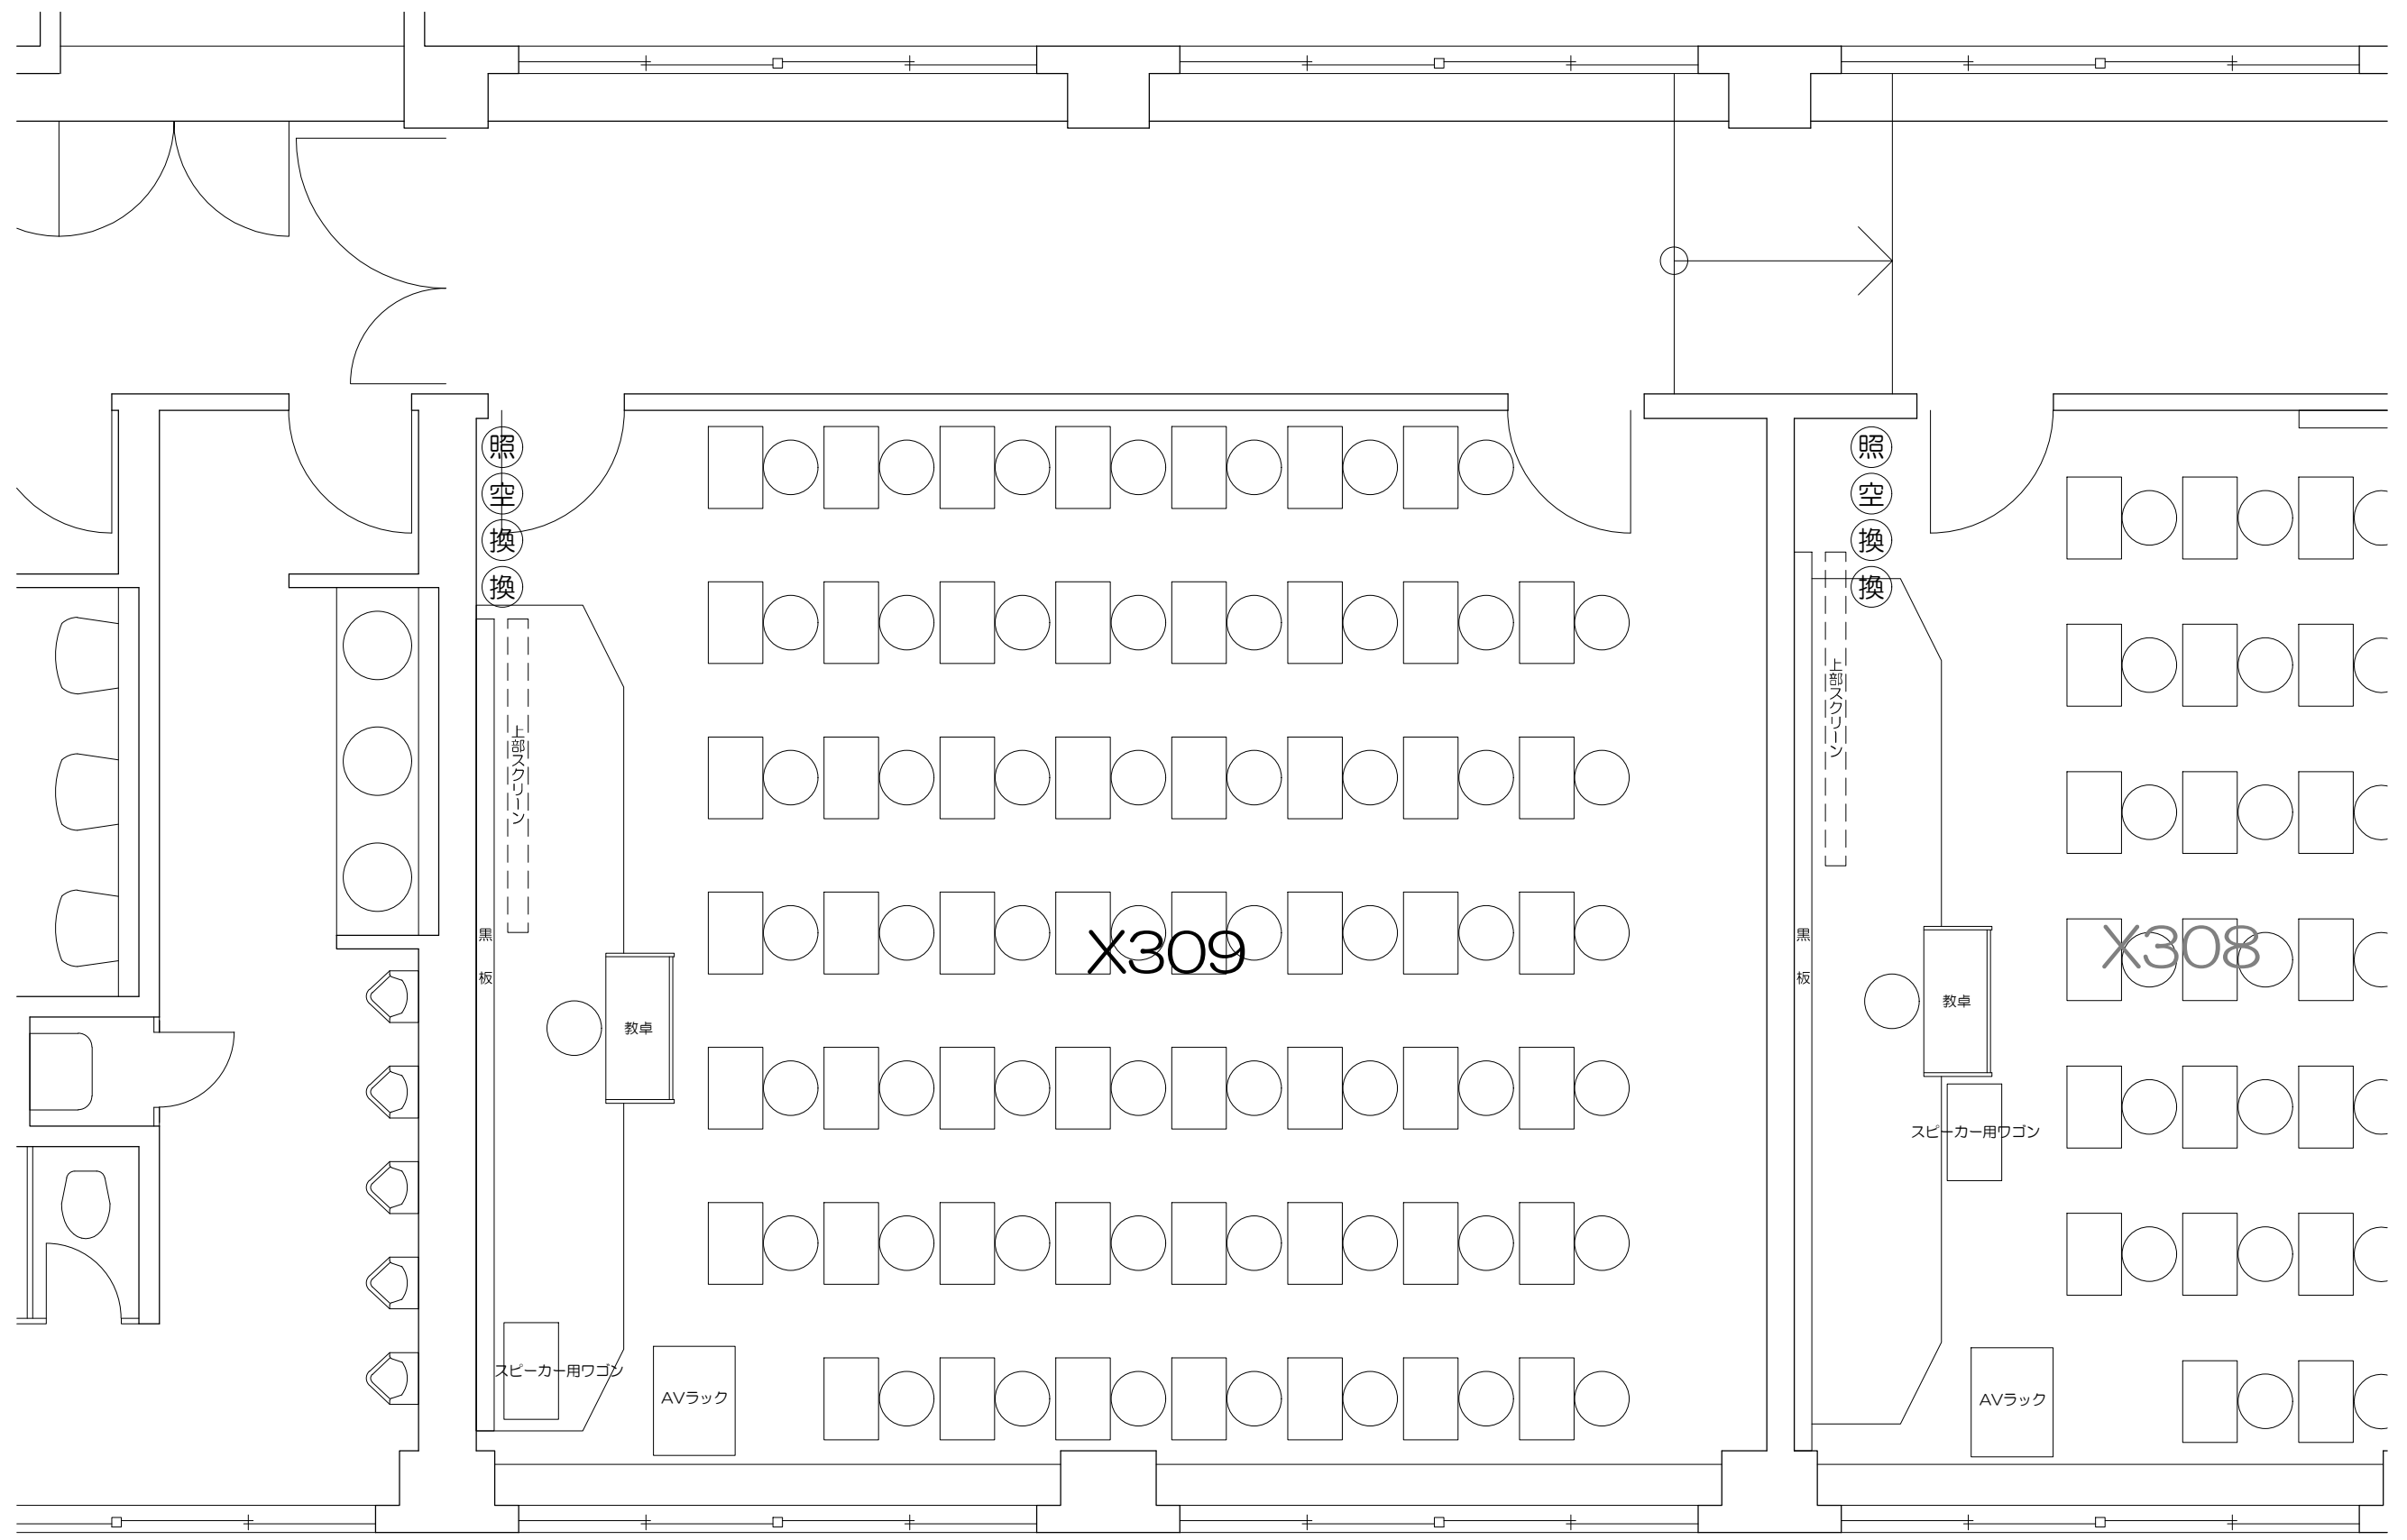 照
空
換
換
上部スクリーン
黒板
教卓
スピーカー用ワゴン
AVラック
X309
照
空
換
換
上部スクリーン
黒板
教卓
スピーカー用ワゴン
AVラック
X308